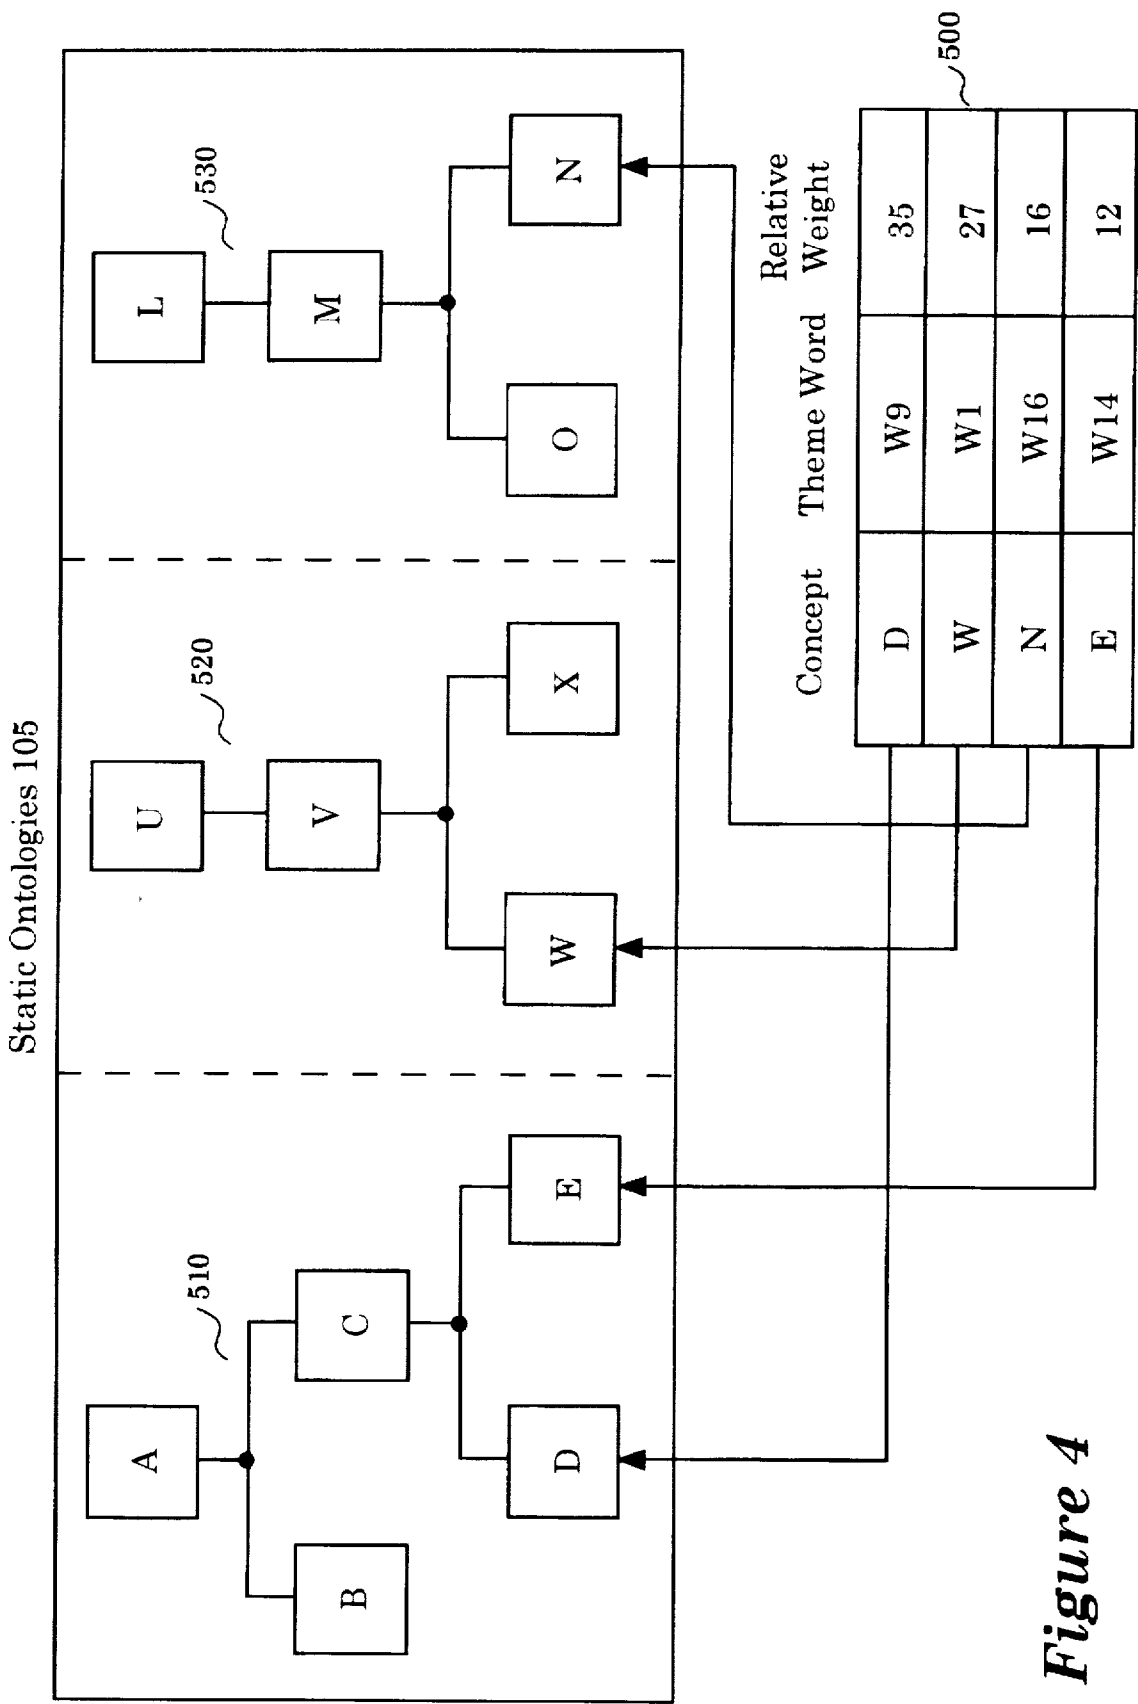 Static Ontologies 105
A
B
C
D
E
510
U
V
W
X
520
L
M
O
N
530
500
Concept Theme Word Relative Weight
D W9 35
W W1 27
N W16 16
E W14 12
Figure 4